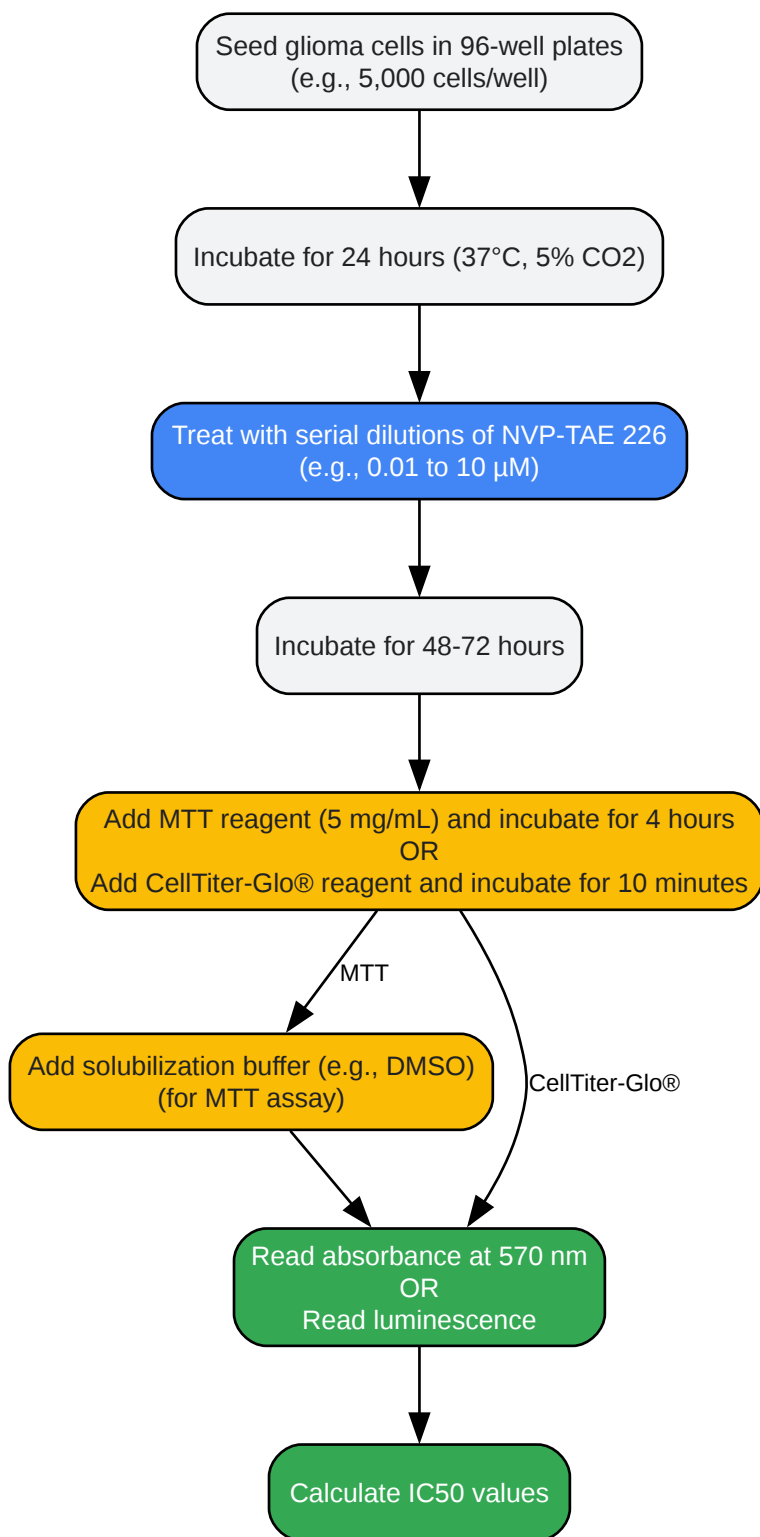 Seed glioma cells in 96-well plates
(e.g., 5,000 cells/well)
Incubate for 24 hours (37°C, 5% CO2)
Treat with serial dilutions of NVP-TAE 226
(e.g., 0.01 to 10 µM)
Incubate for 48-72 hours
Add MTT reagent (5 mg/mL) and incubate for 4 hours
OR
Add CellTiter-Glo® reagent and incubate for 10 minutes
MTT
Add solubilization buffer (e.g., DMSO)
(for MTT assay)
CellTiter-Glo®
Read absorbance at 570 nm
OR
Read luminescence
Calculate IC50 values